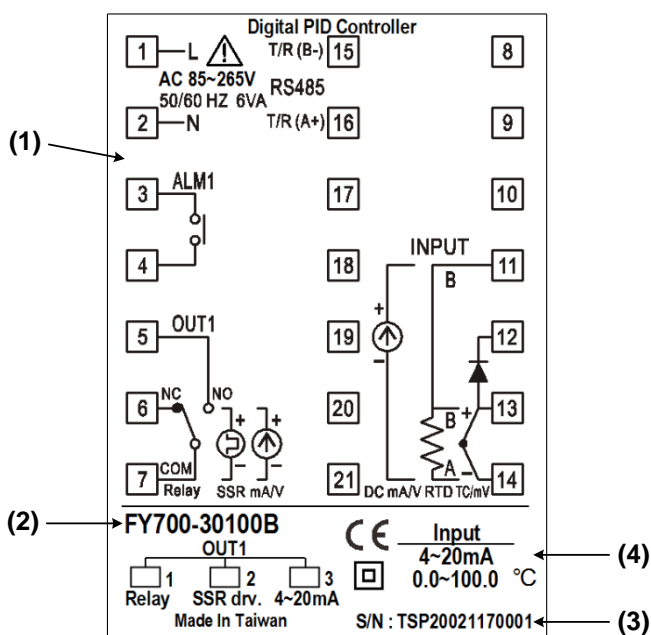 Digital PID Controller
1 L T/R (B-) 15 8
AC 85~265V
50/60 HZ 6VA
RS485
2 N T/R (A+) 16 9
(1)
3 ALM1 17 10
4 18 INPUT 11
B
5 OUT1 19 + - 12
6 NC NO 20 B + 13
+ +
- -
7 COM 21 A - 14
Relay SSR mA/V DC mA/V RTD TC/mV
(2) FY700-30100B
OUT1
1 2 3
Relay SSR drv. 4~20mA
Made In Taiwan
CE Input
4~20mA
0.0~100.0 °C
(4)
S/N : TSP20021170001 (3)